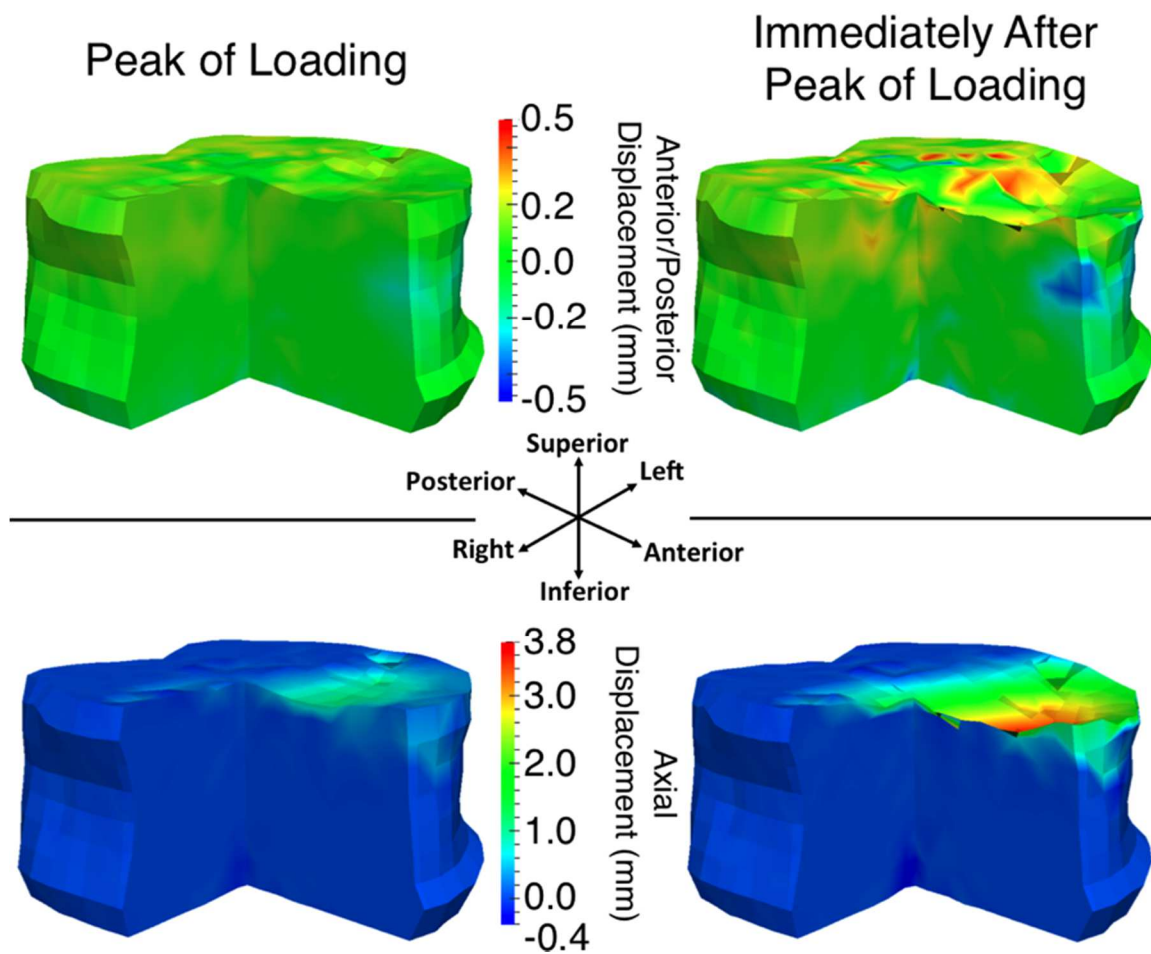 Peak of Loading
Immediately After
Peak of Loading
0.5
0.2
0.0
-0.2
-0.5
Anterior/Posterior
Displacement (mm)
Superior
Posterior
Left
Right
Anterior
Inferior
3.8
3.0
2.0
1.0
0.0
-0.4
Axial
Displacement (mm)